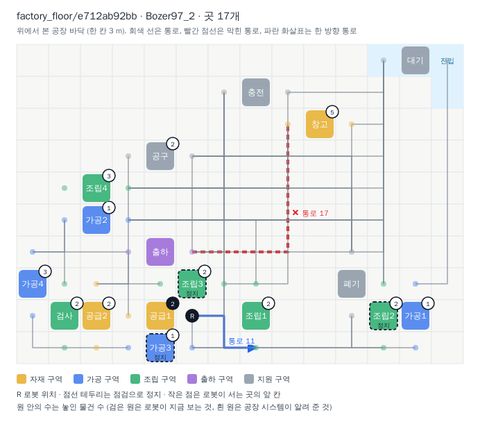 factory_floor/e712ab92bb · Bozer97_2 · 곳 17개
위에서 본 공장 바닥 (한 칸 3 m). 회색 선은 통로, 빨간 점선은 막힌 통로, 파란 화살표는 한 방향 통로
대기
충전
창고 5
공구 2
조립4 3
가공2 1
✕ 통로 17
출하
가공4 3
조립3 2
정지
폐기
검사 2
공급2 2
공급1 2
R
조립1 2
조립2 2
정지
가공1 1
통로 11
가공3 1
정지
자재 구역
가공 구역
조립 구역
출하 구역
지원 구역
R 로봇 위치 · 점선 테두리는 점검으로 정지 · 작은 점은 로봇이 서는 곳의 앞 칸
원 안의 수는 놓인 물건 수 (검은 원은 로봇이 지금 보는 것, 흰 원은 공장 시스템이 알려 준 것)